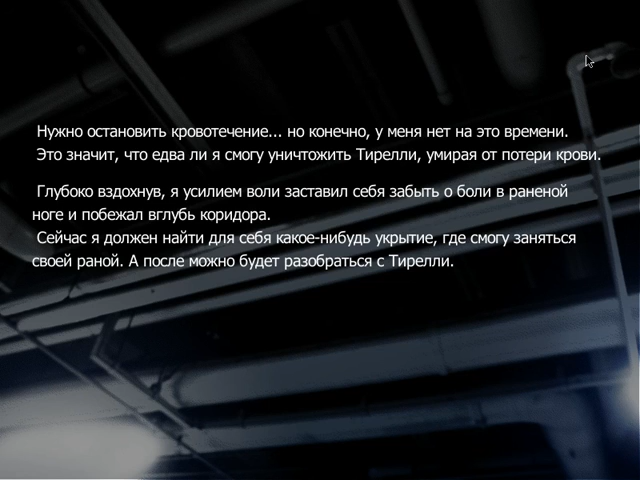 Нужно остановить кровотечение... но конечно, у меня нет на это времени.
Это значит, что едва ли я смогу уничтожить Тирелли, умирая от потери крови.
Глубоко вздохнув, я усилием воли заставил себя забыть о боли в раненой
ноге и побежал вглубь коридора.
Сейчас я должен найти для себя какое-нибудь укрытие, где смогу заняться
своей раной. А после можно будет разобраться с Тирелли.